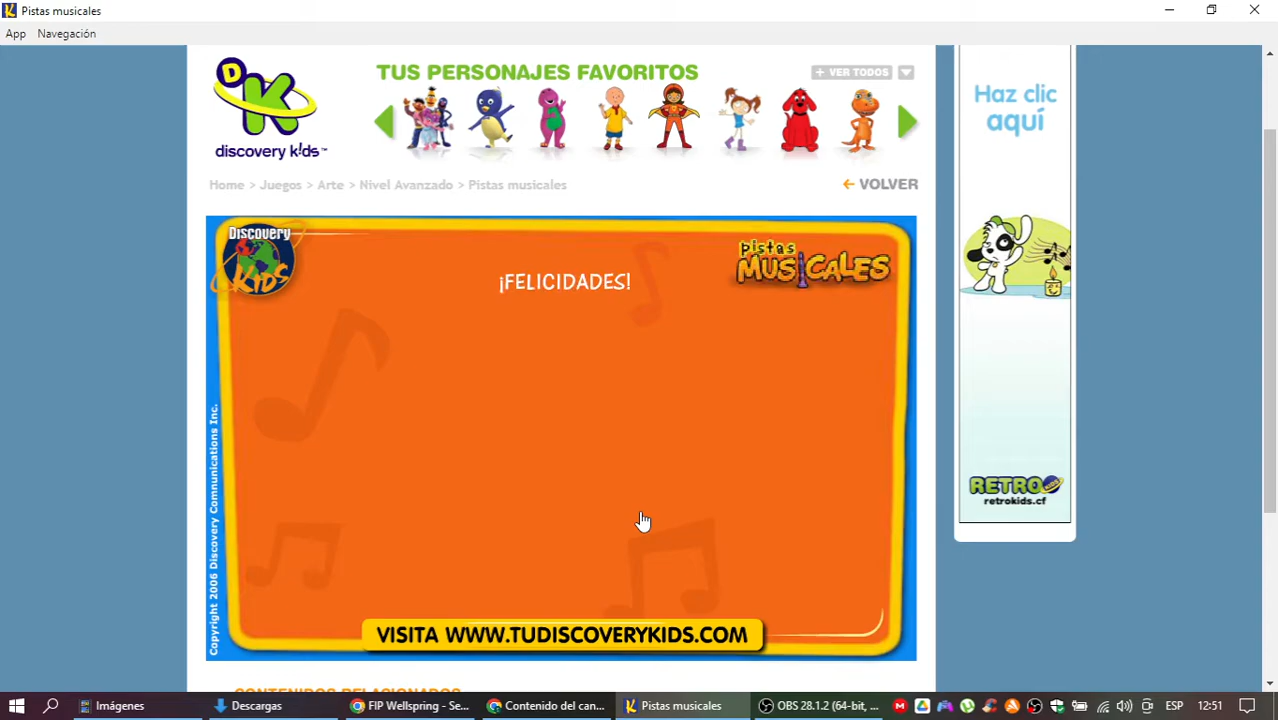 Pistas musicales
App Navegación
D K
discovery k!ds™
TUS PERSONAJES FAVORITOS
+ VER TODOS
Home > Juegos > Arte > Nivel Avanzado > Pistas musicales
← VOLVER
Haz clic
aquí
RETRO KIDS
retrokids.cf
Discovery
KIDS
pistas
MUSICALES
¡FELICIDADES!
Copyright 2006 Discovery Communications Inc.
VISITA WWW.TUDISCOVERYKIDS.COM
CONTENIDOS RELACIONADOS
Imágenes
Descargas
FIP Wellspring - Se...
Contenido del can...
Pistas musicales
OBS 28.1.2 (64-bit, ...
ESP
12:51